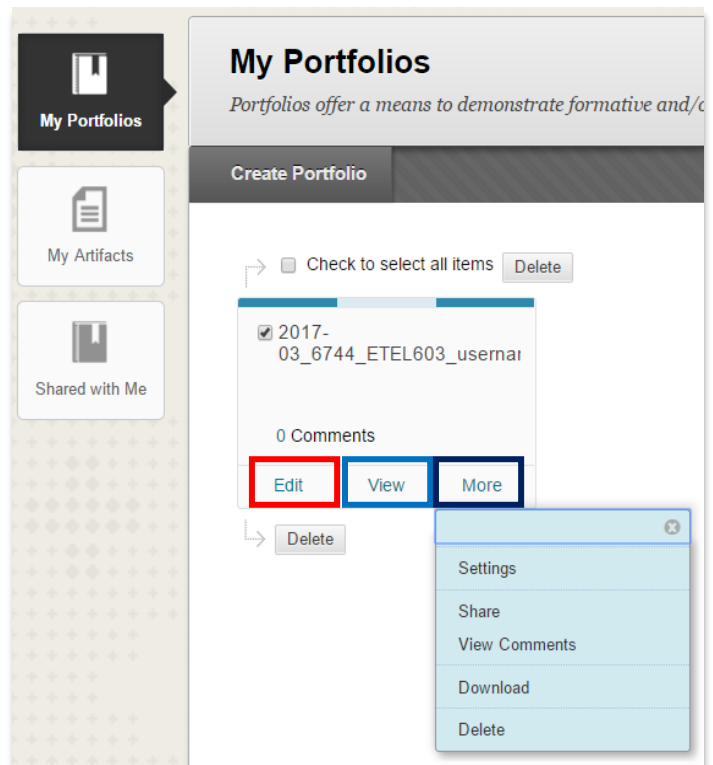 My Portfolios
My Artifacts
Shared with Me
My Portfolios
Portfolios offer a means to demonstrate formative and/
Create Portfolio
Check to select all items Delete
2017-
03_6744_ETEL603_usernar
0 Comments
Edit View More
Delete
Settings
Share
View Comments
Download
Delete